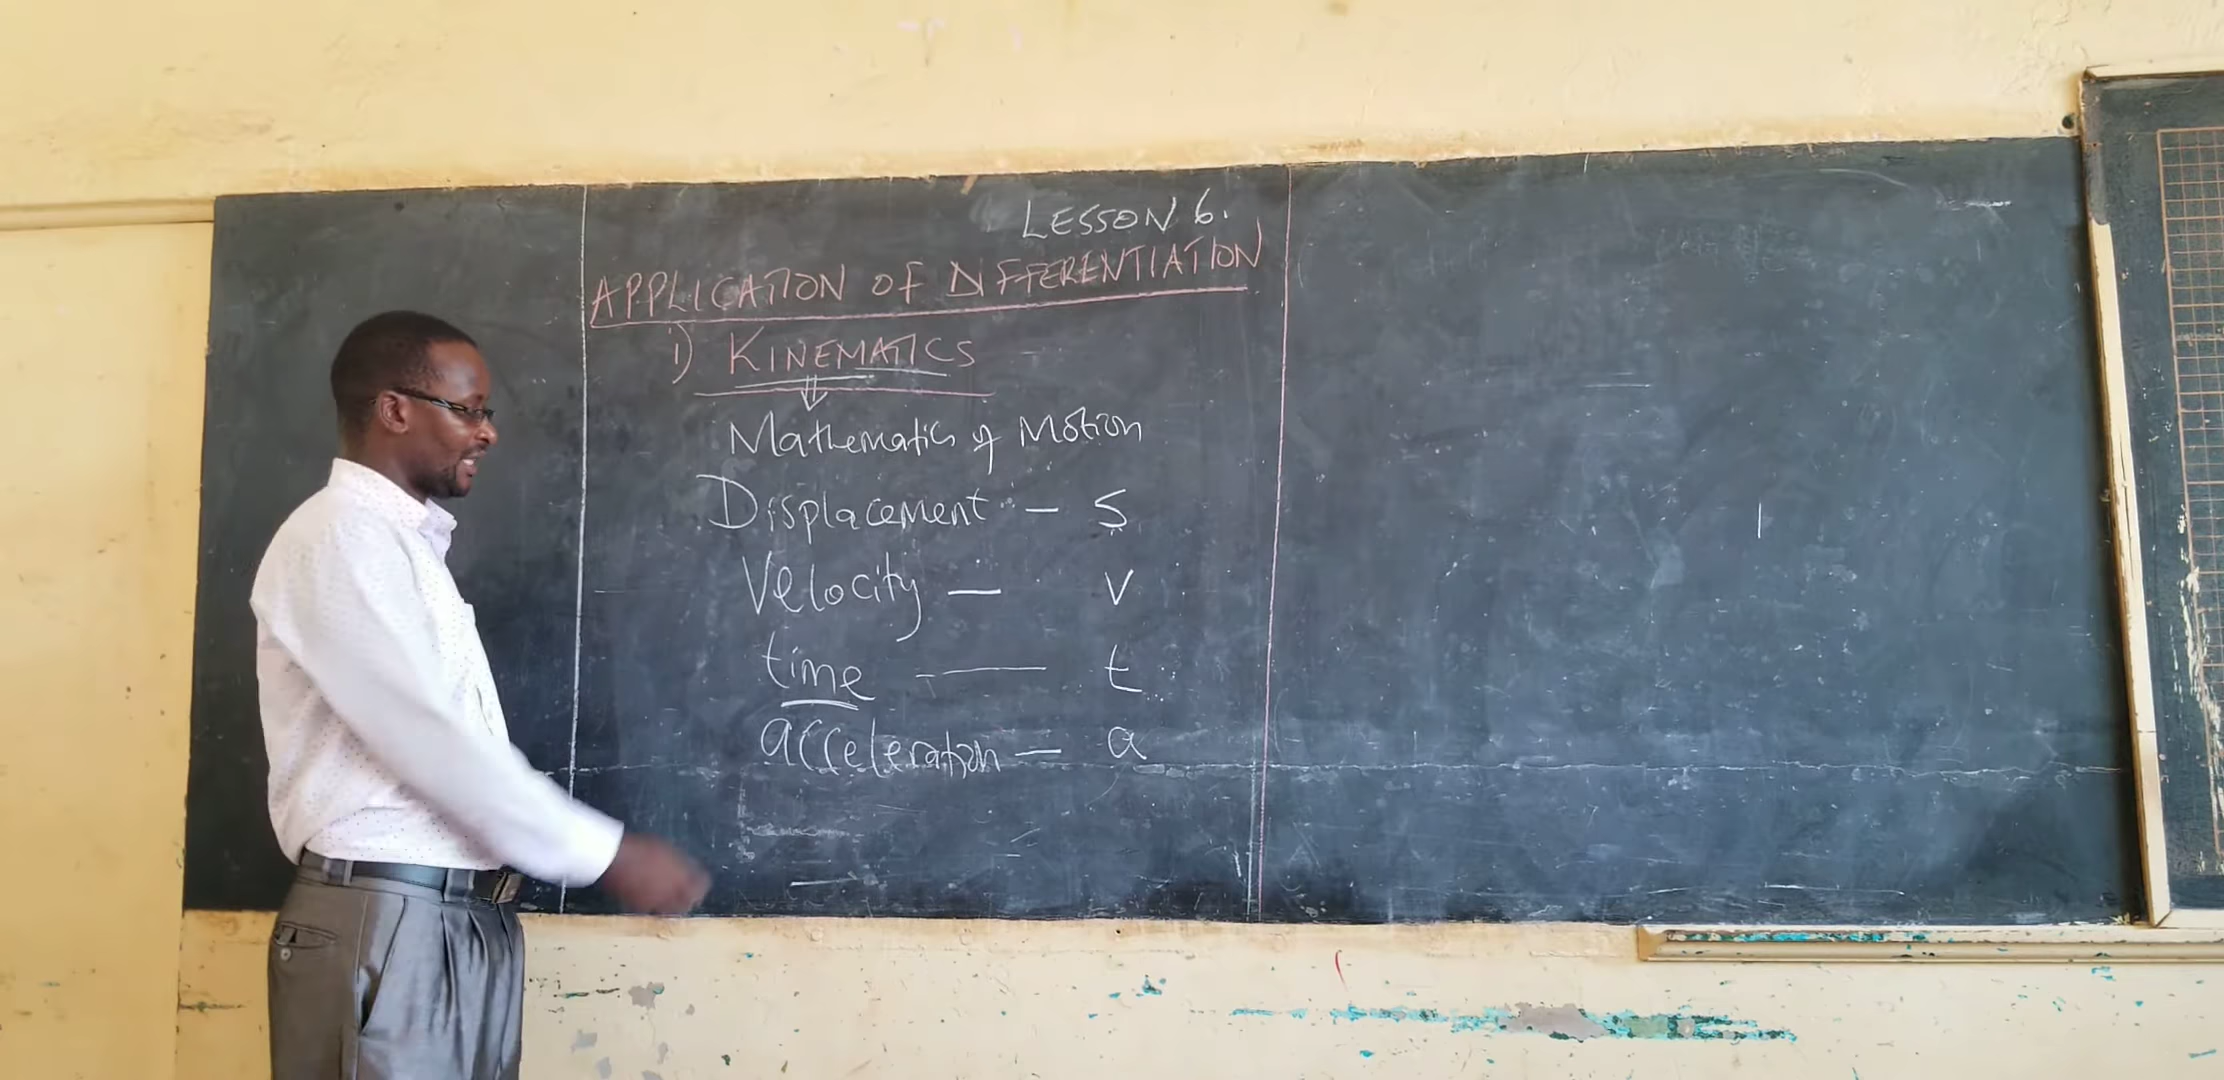 LESSON 6.
APPLICATION OF DIFFERENTIATION
i) KINEMATICS
Mathematics of Motion
Displacement – S
Velocity – V
time – t
acceleration – a